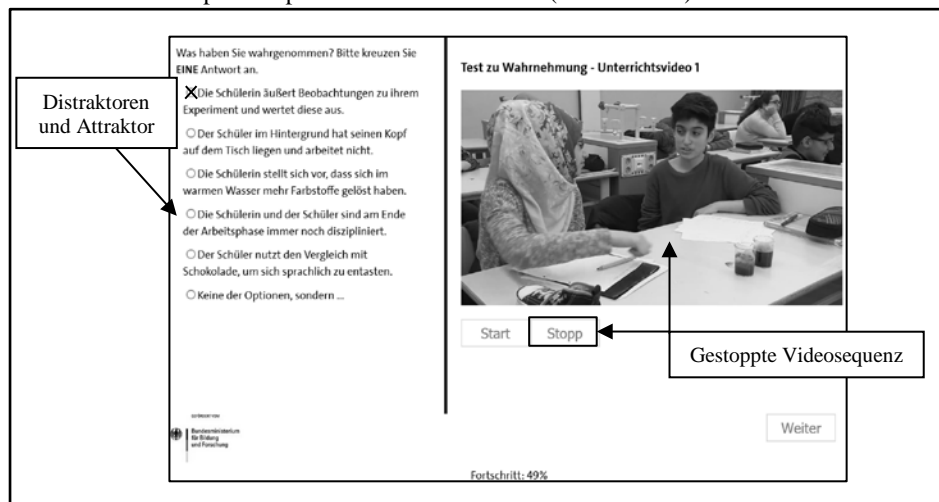 Was haben Sie wahrgenommen? Bitte kreuzen Sie
EINE Antwort an.
Die Schülerin äußert Beobachtungen zu ihrem
Experiment und wertet diese aus.
Der Schüler im Hintergrund hat seinen Kopf
auf dem Tisch liegen und arbeitet nicht.
Die Schülerin stellt sich vor, dass sich im
warmen Wasser mehr Farbstoffe gelöst haben.
Die Schülerin und der Schüler sind am Ende
der Arbeitsphase immer noch diszipliniert.
Der Schüler nutzt den Vergleich mit
Schokolade, um sich sprachlich zu entasten.
Keine der Optionen, sondern ...
Distraktoren
und Attraktor
Test zu Wahrnehmung - Unterrichtsvideo 1
Start
Stopp
Gestoppte Videosequenz
Bundesministerium
für Bildung
und Forschung
Weiter
Fortschritt: 49%